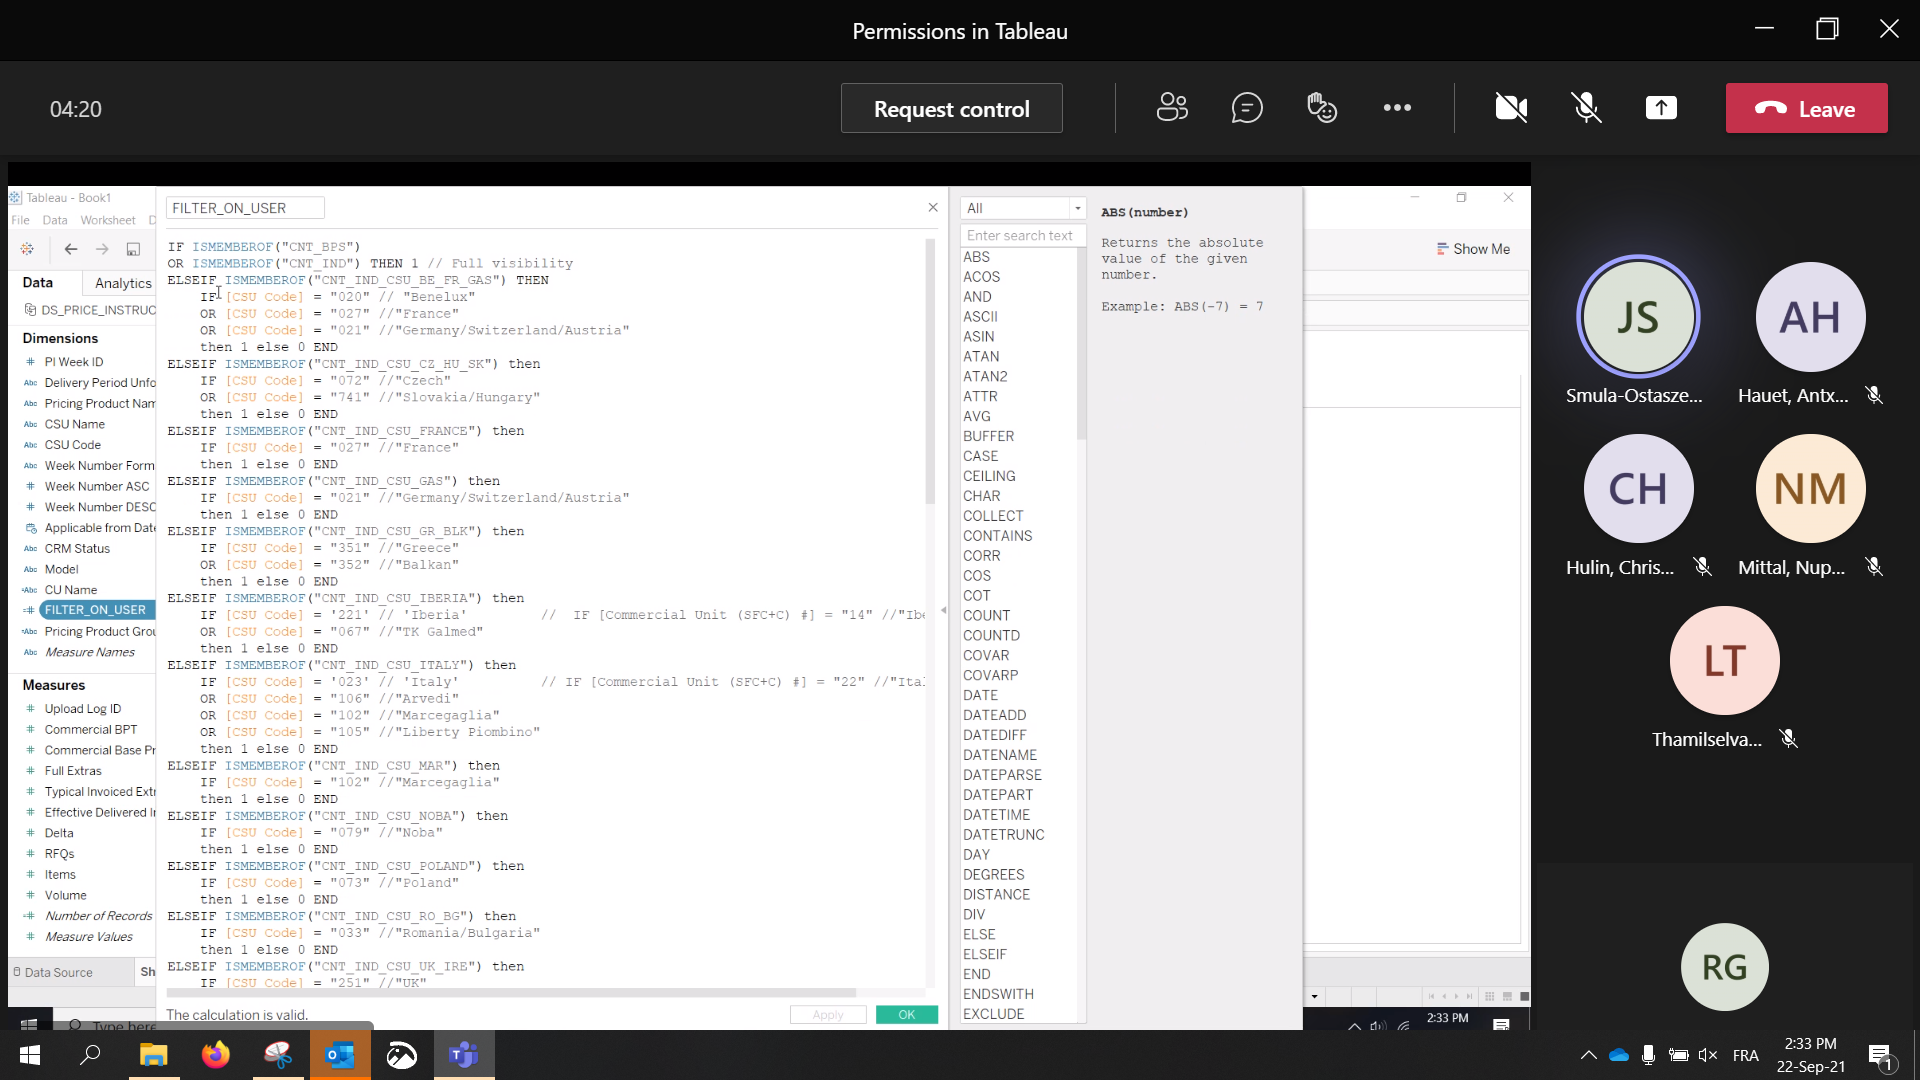 Permissions in Tableau
04:20
Request control
Leave
Tableau - Book1
File Data Worksheet D
FILTER_ON_USER
All
ABS(number)
Enter search text
Returns the absolute
value of the given
number.
Example: ABS(-7) = 7
Show Me
Data
Analytics
DS_PRICE_INSTRUC
Dimensions
PI Week ID
Abc Delivery Period Unfo
Abc Pricing Product Nam
Abc CSU Name
Abc CSU Code
Abc Week Number Form
Abc Week Number ASC
Abc Week Number DESC
Applicable from Date
Abc CRM Status
Abc Model
=Abc CU Name
=# FILTER_ON_USER
=Abc Pricing Product Grou
Abc Measure Names
Measures
# Upload Log ID
# Commercial BPT
# Commercial Base Pr
# Full Extras
# Typical Invoiced Extr
# Effective Delivered In
# Delta
# RFQs
# Items
# Volume
=# Number of Records
# Measure Values
Data Source
Sh
IF ISMEMBEROF("CNT_BPS")
OR ISMEMBEROF("CNT_IND") THEN 1 // Full visibility
ELSEIF ISMEMBEROF("CNT_IND_CSU_BE_FR_GAS") THEN
IF [CSU Code] = "020" // "Benelux"
OR [CSU Code] = "027" //"France"
OR [CSU Code] = "021" //"Germany/Switzerland/Austria"
then 1 else 0 END
ELSEIF ISMEMBEROF("CNT_IND_CSU_CZ_HU_SK") then
IF [CSU Code] = "072" //"Czech"
OR [CSU Code] = "741" //"Slovakia/Hungary"
then 1 else 0 END
ELSEIF ISMEMBEROF("CNT_IND_CSU_FRANCE") then
IF [CSU Code] = "027" //"France"
then 1 else 0 END
ELSEIF ISMEMBEROF("CNT_IND_CSU_GAS") then
IF [CSU Code] = "021" //"Germany/Switzerland/Austria"
then 1 else 0 END
ELSEIF ISMEMBEROF("CNT_IND_CSU_GR_BLK") then
IF [CSU Code] = "351" //"Greece"
OR [CSU Code] = "352" //"Balkan"
then 1 else 0 END
ELSEIF ISMEMBEROF("CNT_IND_CSU_IBERIA") then
IF [CSU Code] = '221' // 'Iberia' // IF [Commercial Unit (SFC+C) #] = "14" //"Ibe
OR [CSU Code] = "067" //"TK Galmed"
then 1 else 0 END
ELSEIF ISMEMBEROF("CNT_IND_CSU_ITALY") then
IF [CSU Code] = '023' // 'Italy' // IF [Commercial Unit (SFC+C) #] = "22" //"Ital
OR [CSU Code] = "106" //"Arvedi"
OR [CSU Code] = "102" //"Marcegaglia"
OR [CSU Code] = "105" //"Liberty Piombino"
then 1 else 0 END
ELSEIF ISMEMBEROF("CNT_IND_CSU_MAR") then
IF [CSU Code] = "102" //"Marcegaglia"
then 1 else 0 END
ELSEIF ISMEMBEROF("CNT_IND_CSU_NOBA") then
IF [CSU Code] = "079" //"Noba"
then 1 else 0 END
ELSEIF ISMEMBEROF("CNT_IND_CSU_POLAND") then
IF [CSU Code] = "073" //"Poland"
then 1 else 0 END
ELSEIF ISMEMBEROF("CNT_IND_CSU_RO_BG") then
IF [CSU Code] = "033" //"Romania/Bulgaria"
then 1 else 0 END
ELSEIF ISMEMBEROF("CNT_IND_CSU_UK_IRE") then
IF [CSU Code] = "251" //"UK"
The calculation is valid.
Apply
OK
ABS
ACOS
AND
ASCII
ASIN
ATAN
ATAN2
ATTR
AVG
BUFFER
CASE
CEILING
CHAR
COLLECT
CONTAINS
CORR
COS
COT
COUNT
COUNTD
COVAR
COVARP
DATE
DATEADD
DATEDIFF
DATENAME
DATEPARSE
DATEPART
DATETIME
DATETRUNC
DAY
DEGREES
DISTANCE
DIV
ELSE
ELSEIF
END
ENDSWITH
EXCLUDE
JS
Smula-Ostasze...
AH
Hauet, Antx...
CH
Hulin, Chris...
NM
Mittal, Nup...
LT
Thamilselva...
RG
Type here
2:33 PM
FRA
2:33 PM
22-Sep-21
1